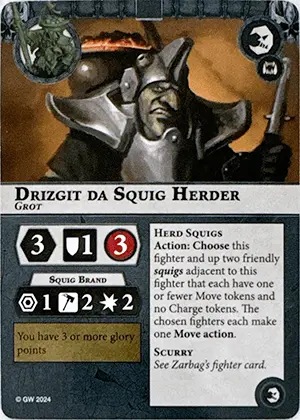 Drizgit da Squig Herder
Grot
3 1 3
Squig Brand
1 2 2
You have 3 or more glory
points
Herd Squigs
Action: Choose this
fighter and up two friendly
squigs adjacent to this
fighter that each have one
or fewer Move tokens and
no Charge tokens. The
chosen fighters each make
one Move action.
Scurry
See Zarbag's fighter card.
© GW 2024